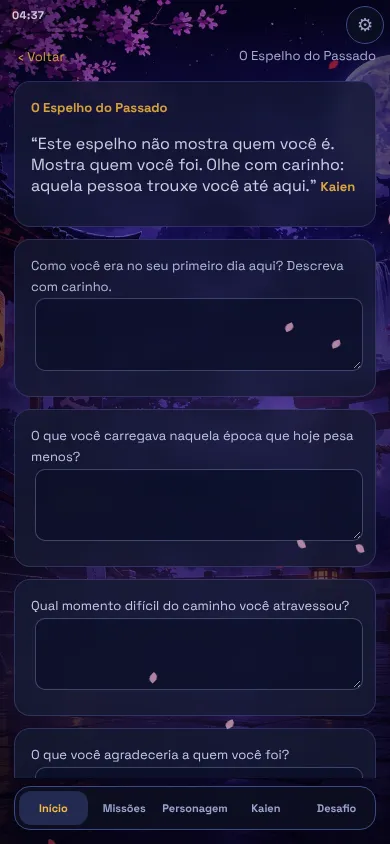 04:37
‹ Voltar
O Espelho do Passado
O Espelho do Passado
“Este espelho não mostra quem você é.
Mostra quem você foi. Olhe com carinho:
aquela pessoa trouxe você até aqui.” Kaien
Como você era no seu primeiro dia aqui? Descreva
com carinho.
O que você carregava naquela época que hoje pesa
menos?
Qual momento difícil do caminho você atravessou?
O que você agradeceria a quem você foi?
Início
Missões
Personagem
Kaien
Desafio